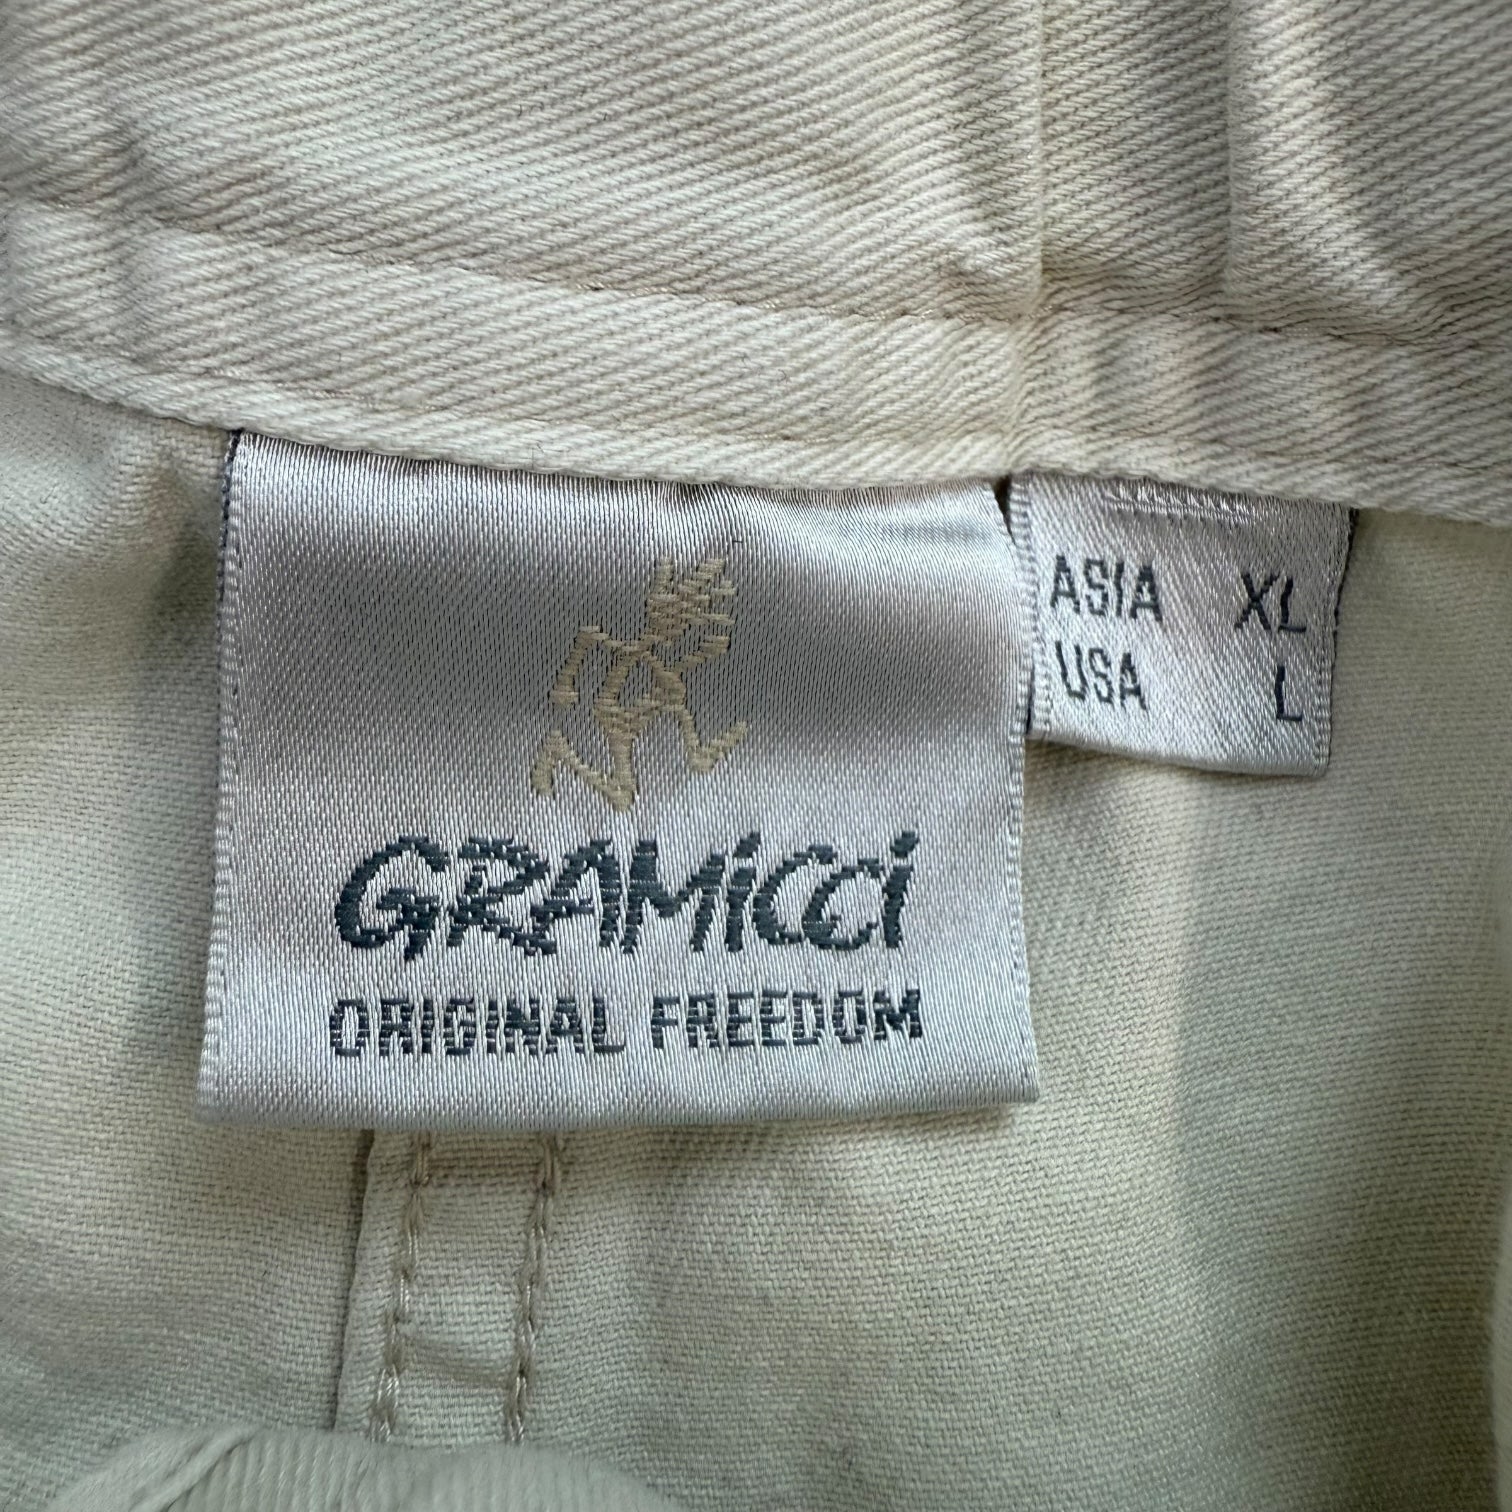 GRAMiCCi
ORIGINAL FREEDOM
ASIA XL
USA L